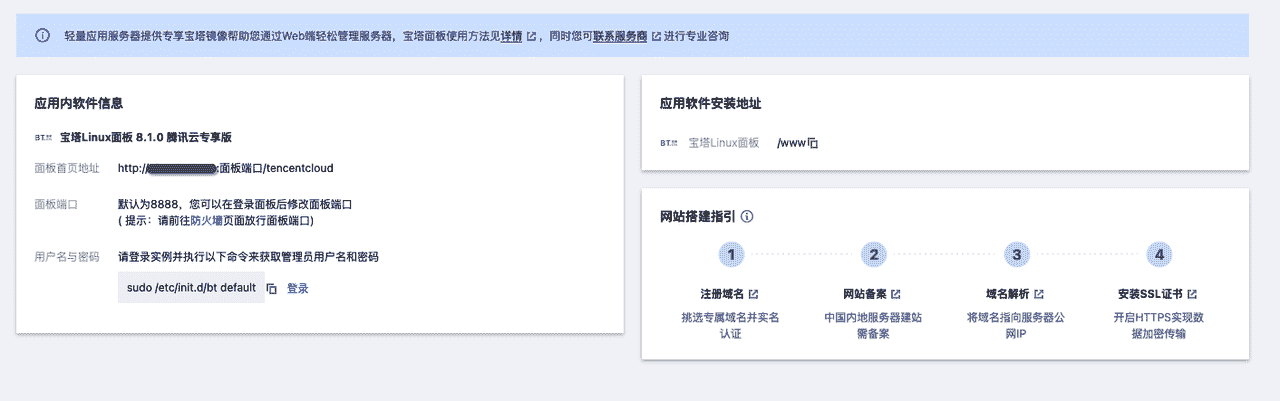 轻量应用服务器提供专享宝塔镜像帮助您通过Web端轻松管理服务器，宝塔面板使用方法见详情，同时您可联系服务商进行专业咨询
应用内软件信息
宝塔Linux面板 8.1.0 腾讯云专享版
面板首页地址 http:/ :面板端口/tencentcloud
面板端口 默认为8888，您可以在登录面板后修改面板端口
( 提示：请前往防火墙页面放行面板端口)
用户名与密码 请登录实例并执行以下命令来获取管理员用户名和密码
sudo /etc/init.d/bt default 登录
应用软件安装地址
宝塔Linux面板 /www
网站搭建指引
1 2 3 4
注册域名 网站备案 域名解析 安装SSL证书
挑选专属域名并实名 中国内地服务器建站 将域名指向服务器公 开启HTTPS实现数
认证 需备案 网IP 据加密传输